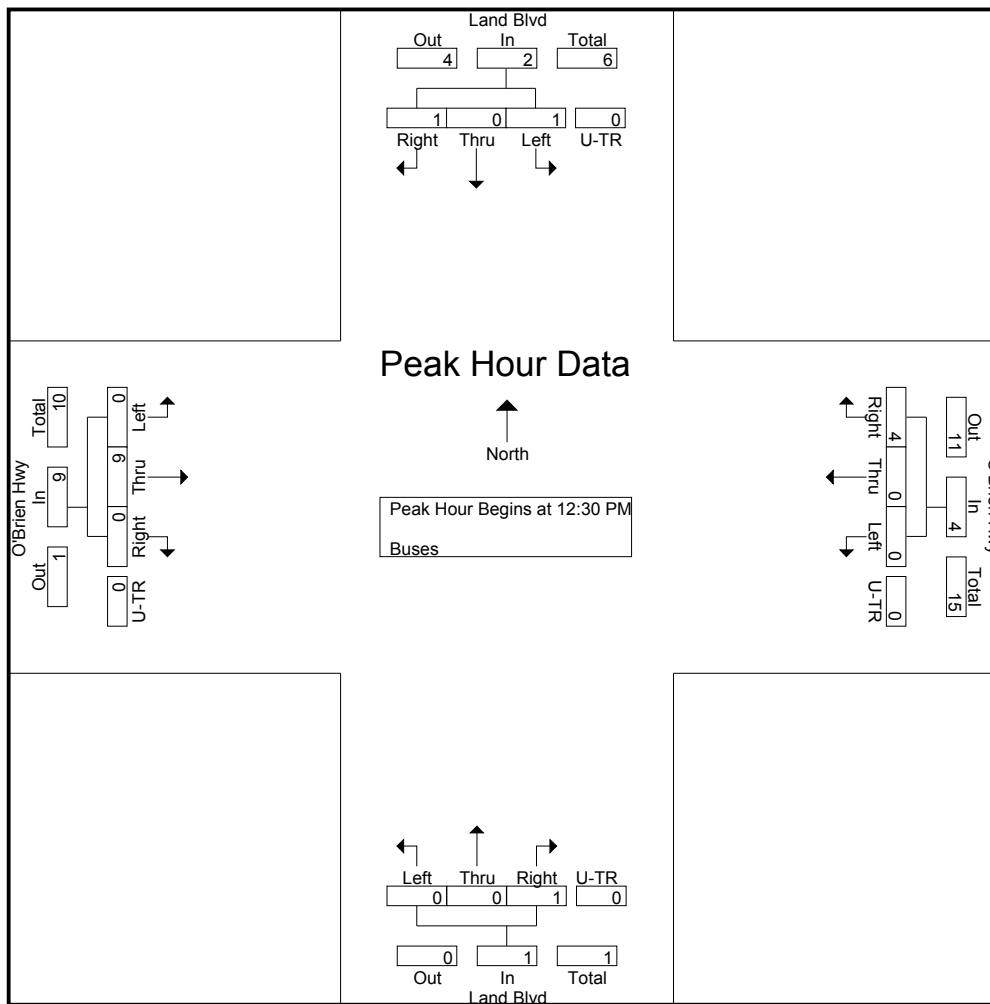 Land Blvd
Out In Total
4 2 6
1 0 1 0
Right Thru Left U-TR
Peak Hour Data
North
Peak Hour Begins at 12:30 PM
Buses
O'Brien Hwy
Total In Out
10 9 1
0 9 0 0
Left Thru Right U-TR
Out In Total
11 4 15
4 0 0 0
Right Thru Left U-TR
Left Thru Right U-TR
0 0 1 0
0 1 1
Out In Total
Land Blvd